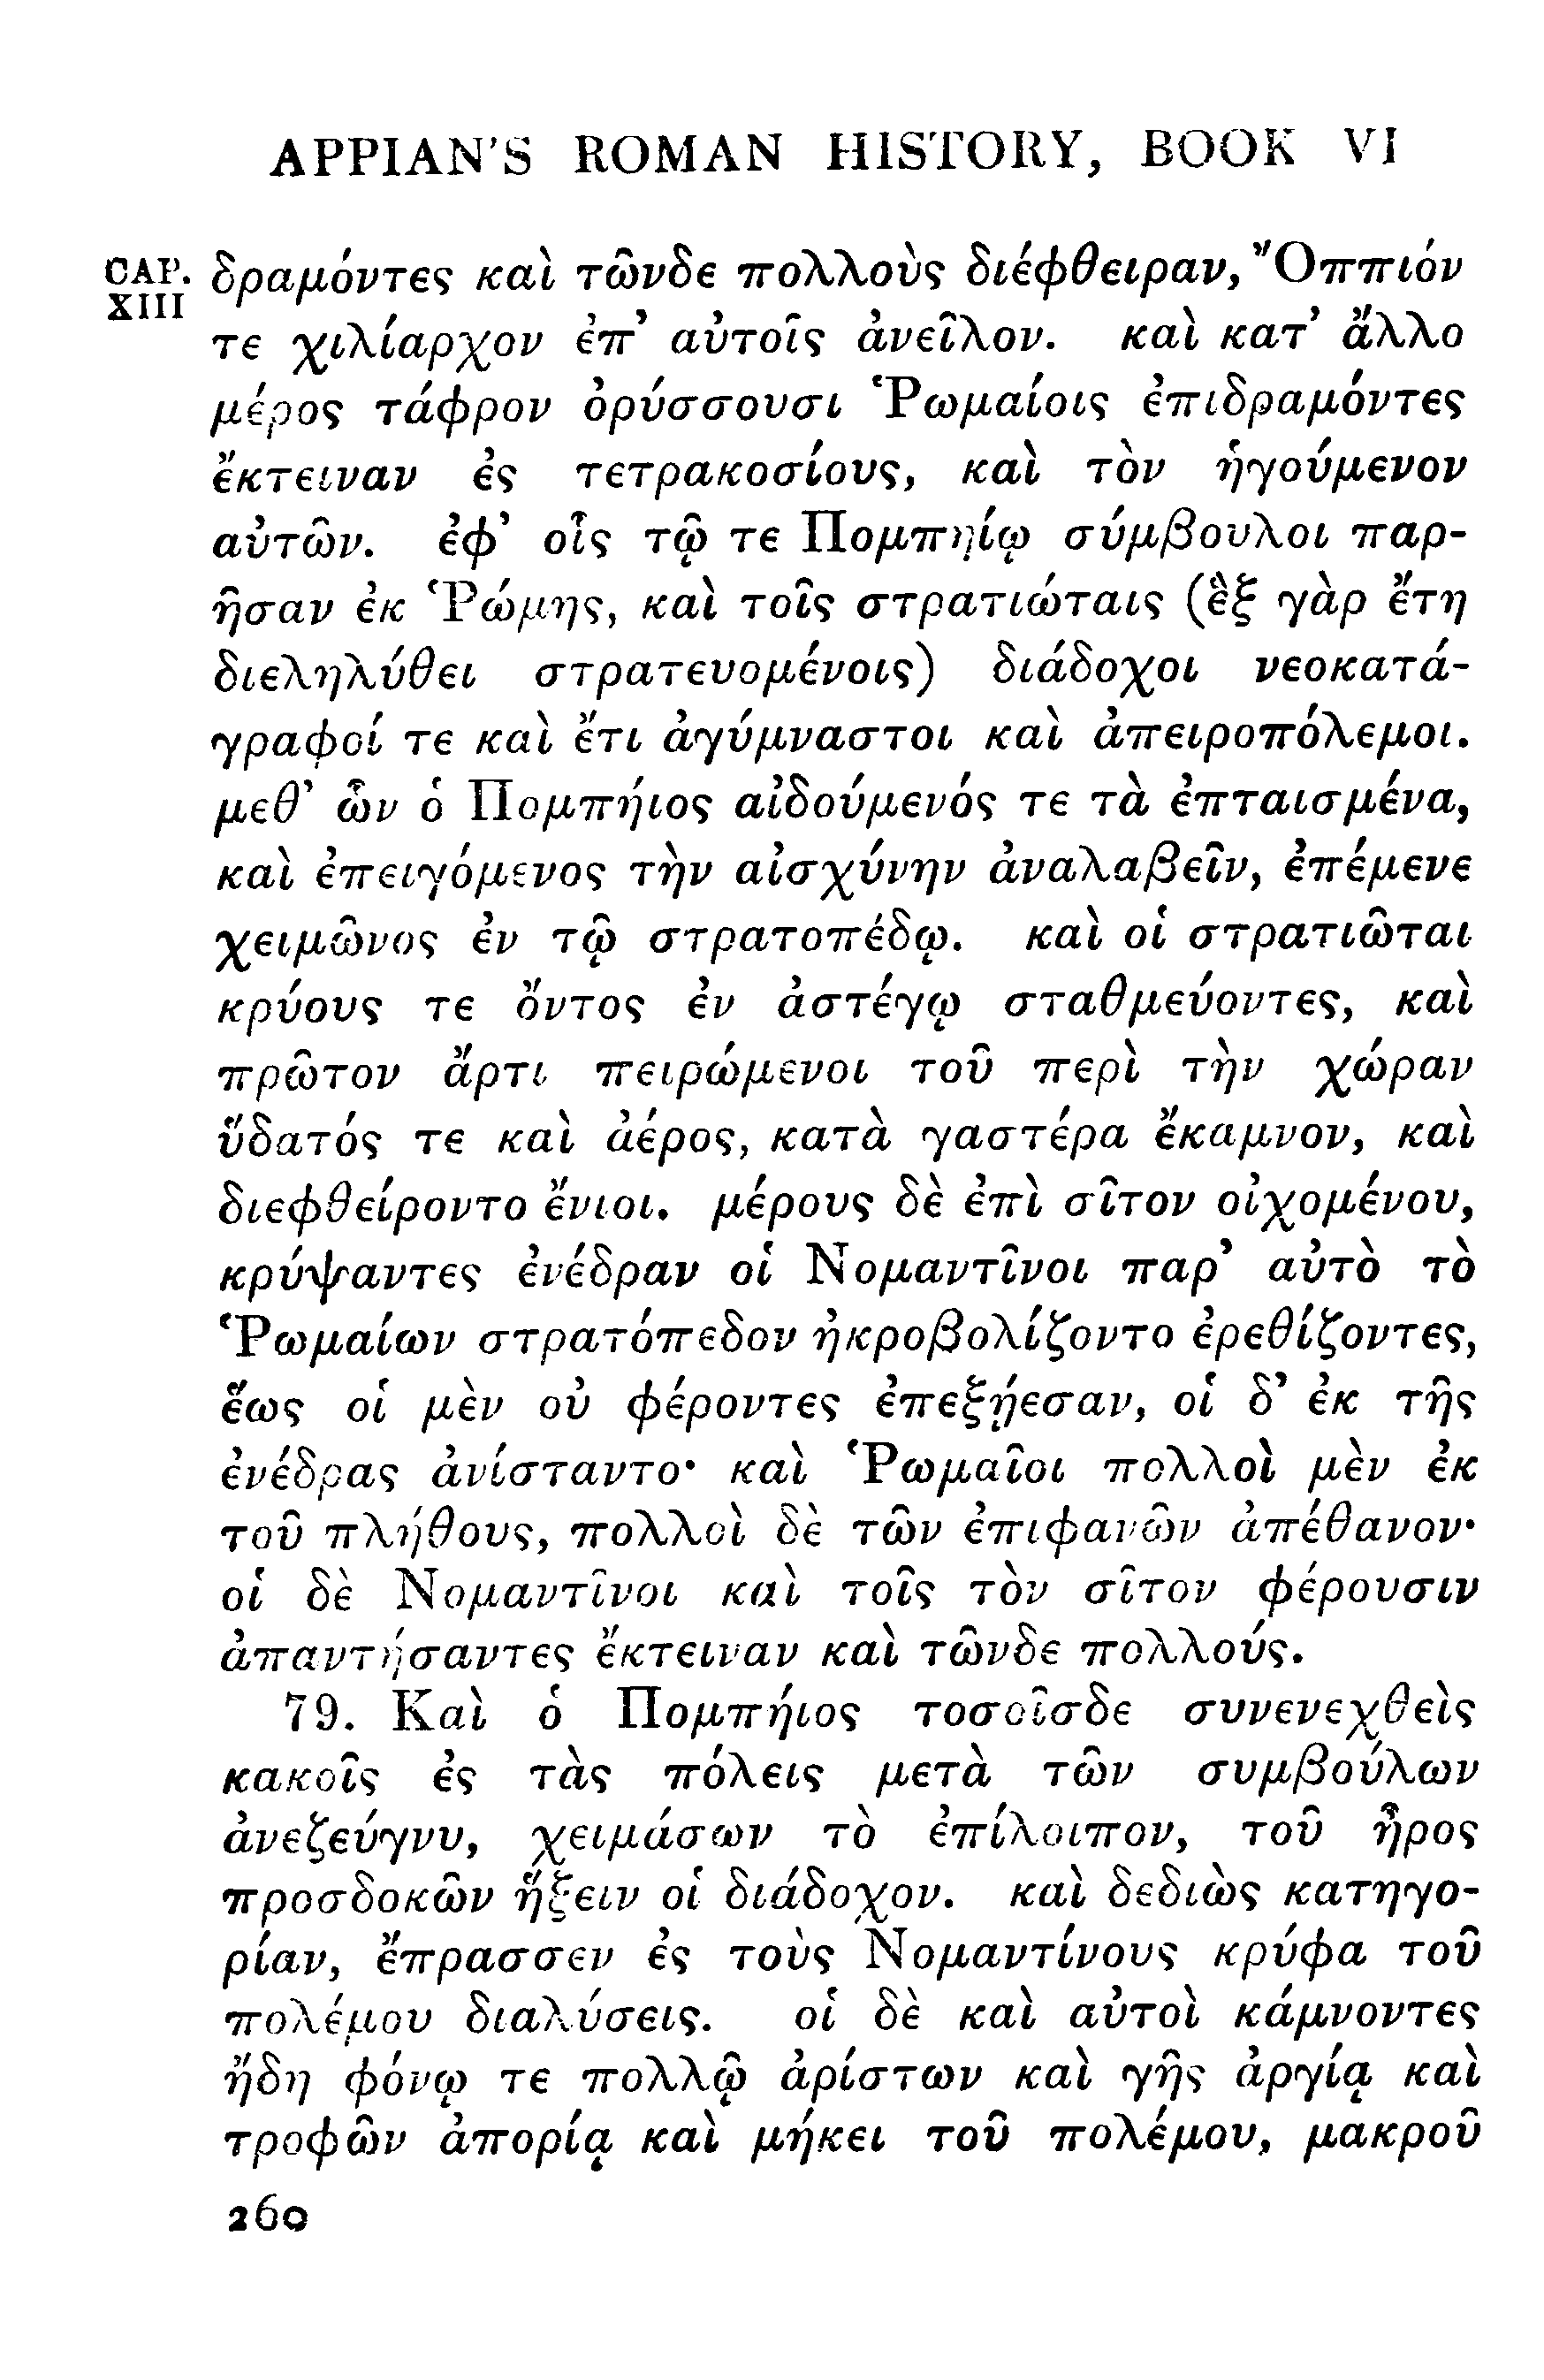 APPIAN'S ROMAN HISTORY, BOOK VI
CAP. XIII
δραμόντες καὶ τῶνδε πολλοὺς διέφθειραν, Ὄππιόν
τε χιλίαρχον ἐπ' αὐτοῖς ἀνεῖλον. καὶ κατ' ἄλλο
μέρος τάφρον ὀρύσσουσι Ῥωμαίοις ἐπιδραμόντες
ἔκτειναν ἐς τετρακοσίους, καὶ τὸν ἡγούμενον
αὐτῶν. ἐφ' οἷς τῷ τε Πομπηίῳ σύμβουλοι παρ-
ῆσαν ἐκ Ῥώμης, καὶ τοῖς στρατιώταις (ἓξ γὰρ ἔτη
διεληλύθει στρατευομένοις) διάδοχοι νεοκατά-
γραφοί τε καὶ ἔτι ἀγύμναστοι καὶ ἀπειροπόλεμοι.
μεθ' ὧν ὁ Πομπήιος αἰδούμενός τε τὰ ἐπταισμένα,
καὶ ἐπειγόμενος τὴν αἰσχύνην ἀναλαβεῖν, ἐπέμενε
χειμῶνος ἐν τῷ στρατοπέδῳ. καὶ οἱ στρατιῶται
κρύους τε ὄντος ἐν ἀστέγῳ σταθμεύοντες, καὶ
πρῶτον ἄρτι πειρώμενοι τοῦ περὶ τὴν χώραν
ὕδατός τε καὶ ἀέρος, κατὰ γαστέρα ἔκαμνον, καὶ
διεφθείροντο ἔνιοι. μέρους δὲ ἐπὶ σῖτον οἰχομένου,
κρύψαντες ἐνέδραν οἱ Νομαντῖνοι παρ' αὐτὸ τὸ
Ῥωμαίων στρατόπεδον ἠκροβολίζοντο ἐρεθίζοντες,
ἕως οἱ μὲν οὐ φέροντες ἐπεξῄεσαν, οἱ δ' ἐκ τῆς
ἐνέδρας ἀνίσταντο· καὶ Ῥωμαῖοι πολλοὶ μὲν ἐκ
τοῦ πλήθους, πολλοὶ δὲ τῶν ἐπιφανῶν ἀπέθανον·
οἱ δὲ Νομαντῖνοι καὶ τοῖς τὸν σῖτον φέρουσιν
ἀπαντήσαντες ἔκτειναν καὶ τῶνδε πολλούς.
79. Καὶ ὁ Πομπήιος τοσοῖσδε συνενεχθεὶς
κακοῖς ἐς τὰς πόλεις μετὰ τῶν συμβούλων
ἀνεζεύγνυ, χειμάσων τὸ ἐπίλοιπον, τοῦ ἦρος
προσδοκῶν ἥξειν οἱ διάδοχον. καὶ δεδιὼς κατηγο-
ρίαν, ἔπρασσεν ἐς τοὺς Νομαντίνους κρύφα τοῦ
πολέμου διαλύσεις. οἱ δὲ καὶ αὐτοὶ κάμνοντες
ἤδη φόνῳ τε πολλῷ ἀρίστων καὶ γῆς ἀργίᾳ καὶ
τροφῶν ἀπορίᾳ καὶ μήκει τοῦ πολέμου, μακροῦ
260